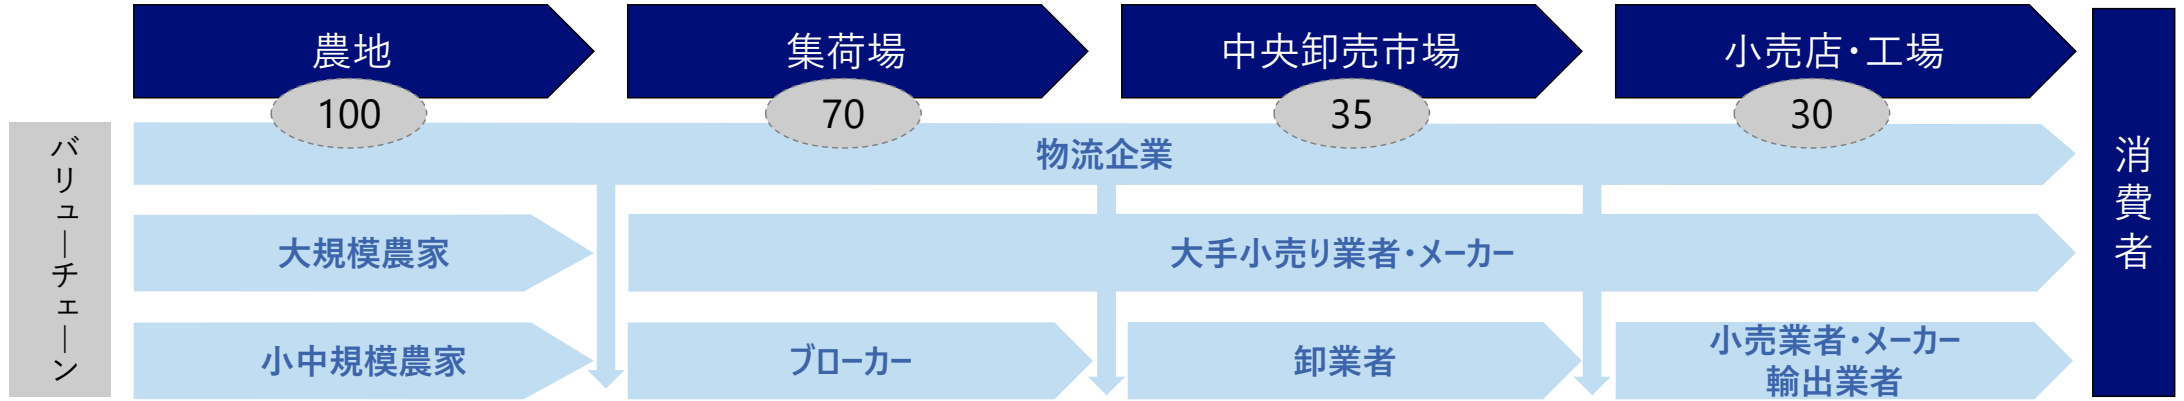 農地
集荷場
中央卸売市場
小売店・工場
100
70
35
30
消費者
バリューチェーン
物流企業
大規模農家
大手小売り業者・メーカー
小中規模農家
ブローカー
卸業者
小売業者・メーカー
輸出業者